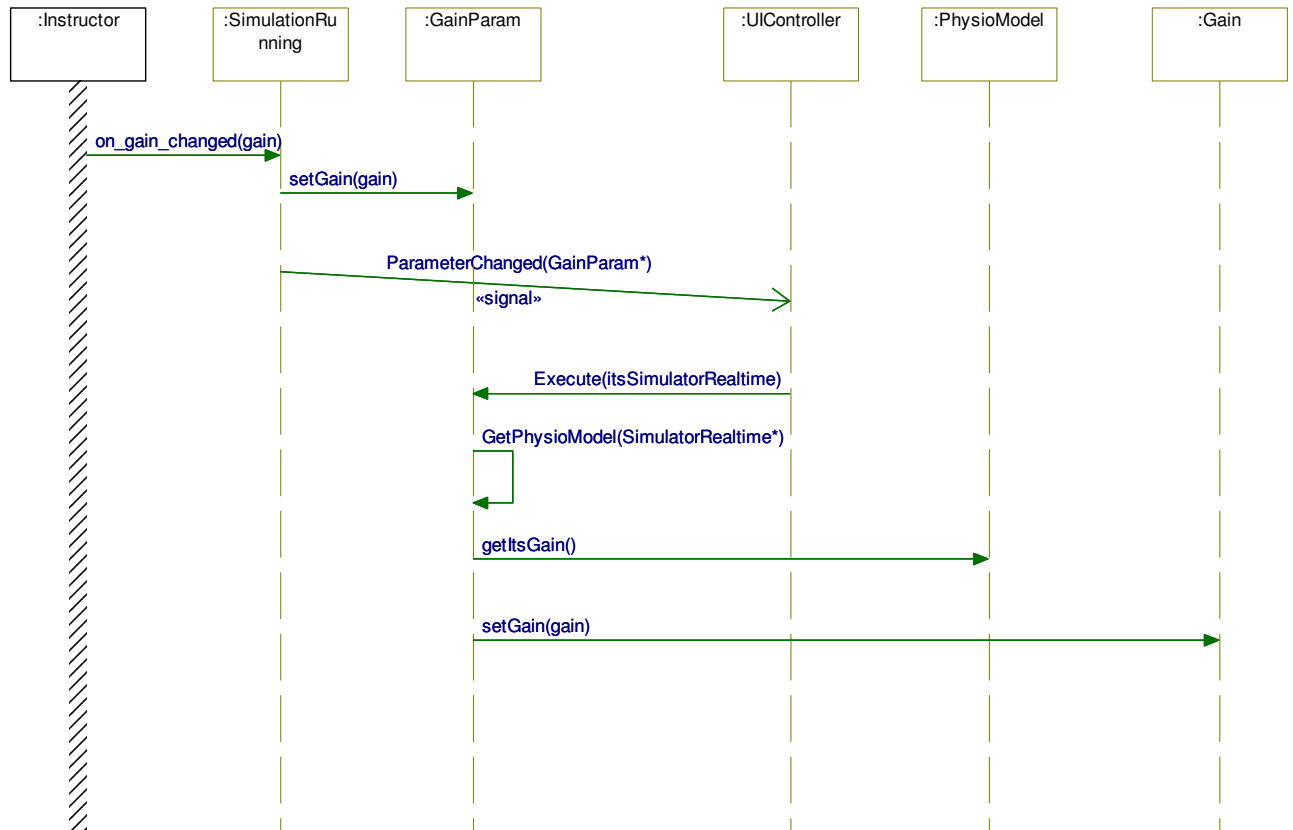 :Instructor
:SimulationRu
nning
:GainParam
:UIController
:PhysioModel
:Gain
on_gain_changed(gain)
setGain(gain)
ParameterChanged(GainParam*)
«signal»
Execute(itsSimulatorRealtime)
GetPhysioModel(SimulatorRealtime*)
getItsGain()
setGain(gain)